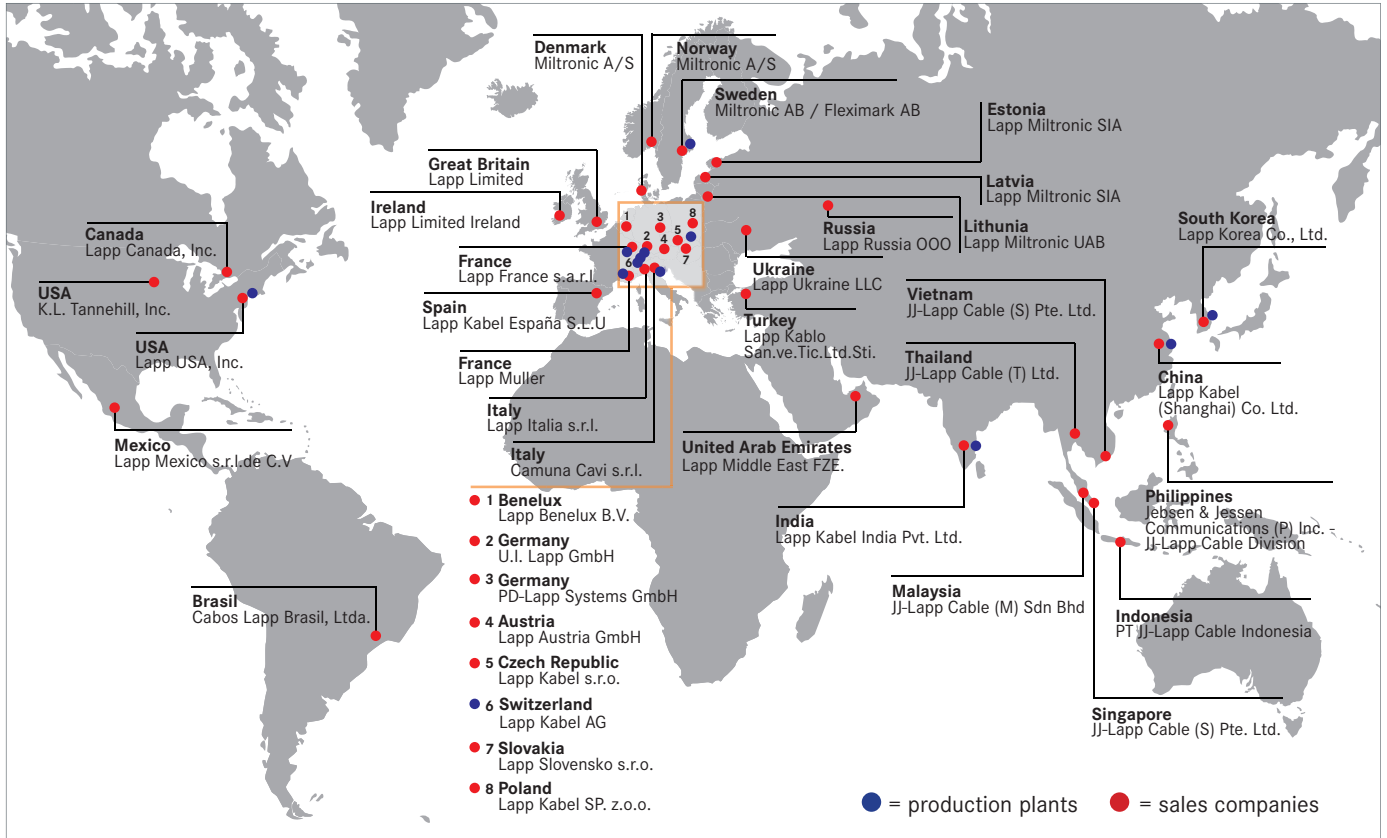 Denmark
Miltronic A/S
Norway
Miltronic A/S
Sweden
Miltronic AB / Fleximark AB
Estonia
Lapp Miltronic SIA
Great Britain
Lapp Limited
Latvia
Lapp Miltronic SIA
Ireland
Lapp Limited Ireland
Russia
Lapp Russia OOO
Lithunia
Lapp Miltronic UAB
South Korea
Lapp Korea Co., Ltd.
Canada
Lapp Canada, Inc.
France
Lapp France s.a.r.l.
Ukraine
Lapp Ukraine LLC
USA
K.L. Tannehill, Inc.
Spain
Lapp Kabel España S.L.U
Vietnam
JJ-Lapp Cable (S) Pte. Ltd.
Turkey
Lapp Kablo
San.ve.Tic.Ltd.Sti.
USA
Lapp USA, Inc.
France
Lapp Muller
Thailand
JJ-Lapp Cable (T) Ltd.
China
Lapp Kabel
(Shanghai) Co. Ltd.
Italy
Lapp Italia s.r.l.
Mexico
Lapp Mexico s.r.l.de C.V
Italy
Camuna Cavi s.r.l.
United Arab Emirates
Lapp Middle East FZE.
1
2
3
4
5
6
7
8
1 Benelux
Lapp Benelux B.V.
2 Germany
U.I. Lapp GmbH
3 Germany
PD-Lapp Systems GmbH
4 Austria
Lapp Austria GmbH
5 Czech Republic
Lapp Kabel s.r.o.
6 Switzerland
Lapp Kabel AG
7 Slovakia
Lapp Slovensko s.r.o.
8 Poland
Lapp Kabel SP. z.o.o.
India
Lapp Kabel India Pvt. Ltd.
Philippines
Jebsen & Jessen
Communications (P) Inc. -
JJ-Lapp Cable Division
Malaysia
JJ-Lapp Cable (M) Sdn Bhd
Brasil
Cabos Lapp Brasil, Ltda.
Indonesia
PT JJ-Lapp Cable Indonesia
Singapore
JJ-Lapp Cable (S) Pte. Ltd.
= production plants
= sales companies